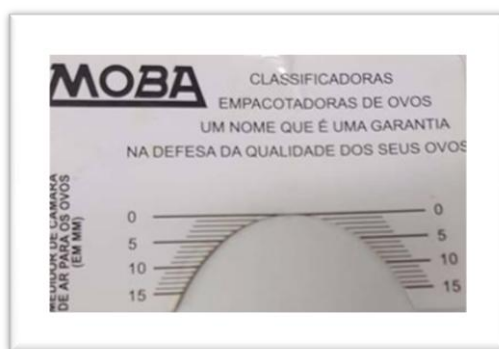 MOBA
CLASSIFICADORAS
EMPACOTADORAS DE OVOS
UM NOME QUE É UMA GARANTIA
NA DEFESA DA QUALIDADE DOS SEUS OVOS
MEDIDOR DE CÂMARA
DE AR PARA OS OVOS
(EM MM)
0 0
5 5
10 10
15 15